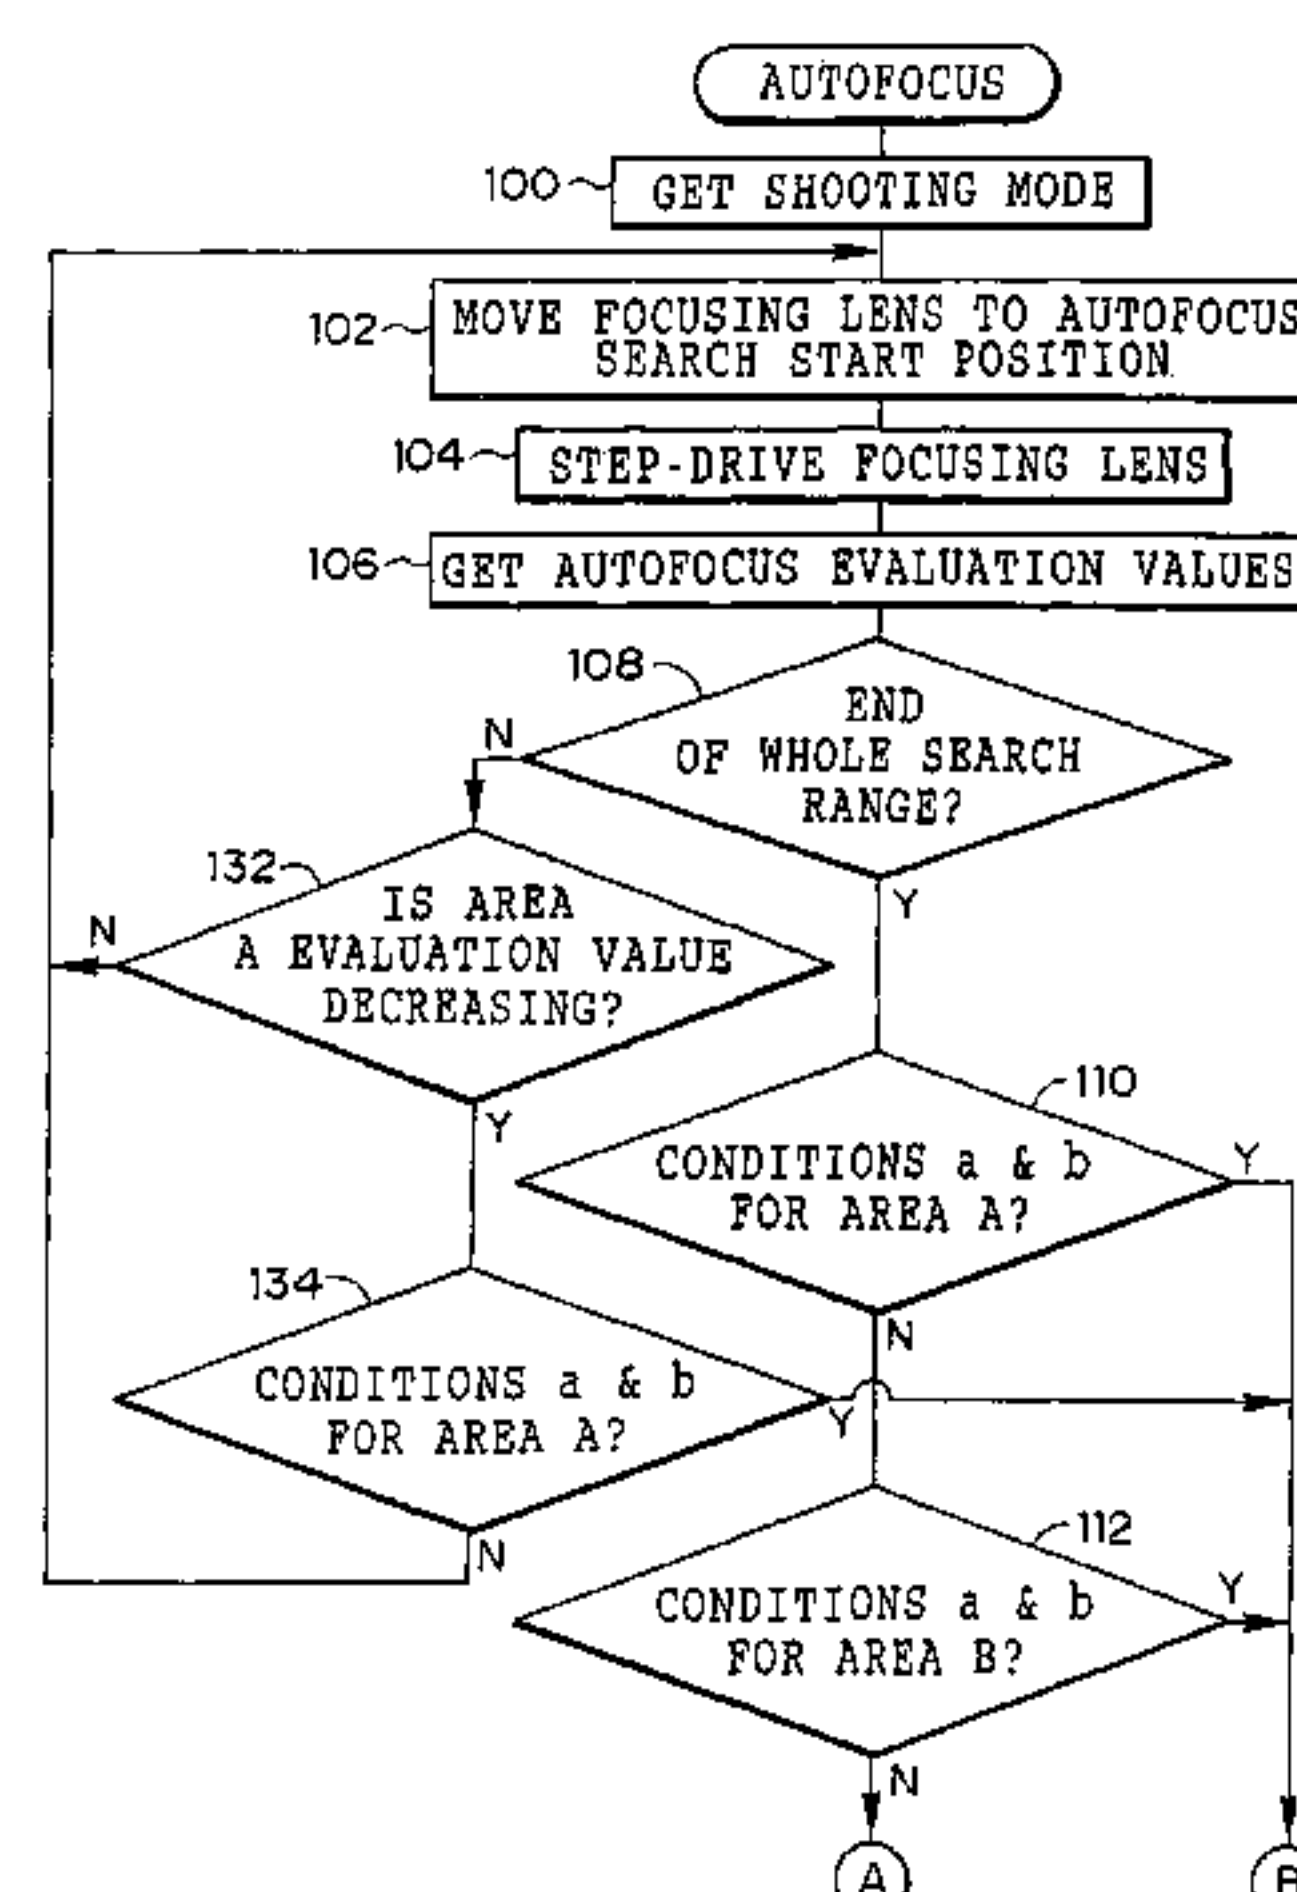 AUTOFOCUS
100
GET SHOOTING MODE
102
MOVE FOCUSING LENS TO AUTOFOCUS
SEARCH START POSITION
104
STEP-DRIVE FOCUSING LENS
106
GET AUTOFOCUS EVALUATION VALUES
108
END
OF WHOLE SEARCH
RANGE?
N
Y
132
IS AREA
A EVALUATION VALUE
DECREASING?
N
Y
110
CONDITIONS a & b
FOR AREA A?
Y
N
134
CONDITIONS a & b
FOR AREA A?
Y
N
112
CONDITIONS a & b
FOR AREA B?
Y
N
A
B